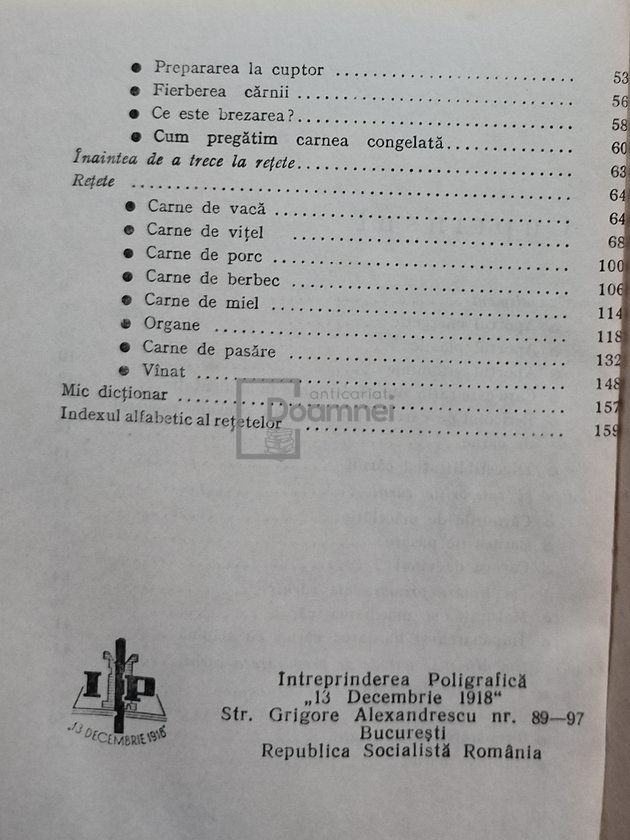 ● Prepararea la cuptor .......................... 53
● Fierberea cărnii .............................. 56
● Ce este brezarea? ............................. 58
● Cum pregătim carnea congelată .............. 60
Înaintea de a trece la rețete .............................. 63
Rețete .................................................. 64
● Carne de vacă ................................ 64
● Carne de vițel ............................... 68
● Carne de porc ................................ 100
● Carne de berbec .............................. 106
● Carne de miel ................................ 114
● Organe ....................................... 118
● Carne de pasăre .............................. 132
● Vînat ........................................ 148
Mic dicționar ........................................... 157
Indexul alfabetic al rețetelor .......................... 159
anticariat
Doamnei
I P
13 DECEMBRIE 1918
Intreprinderea Poligrafică
„13 Decembrie 1918“
Str. Grigore Alexandrescu nr. 89—97
București
Republica Socialistă România